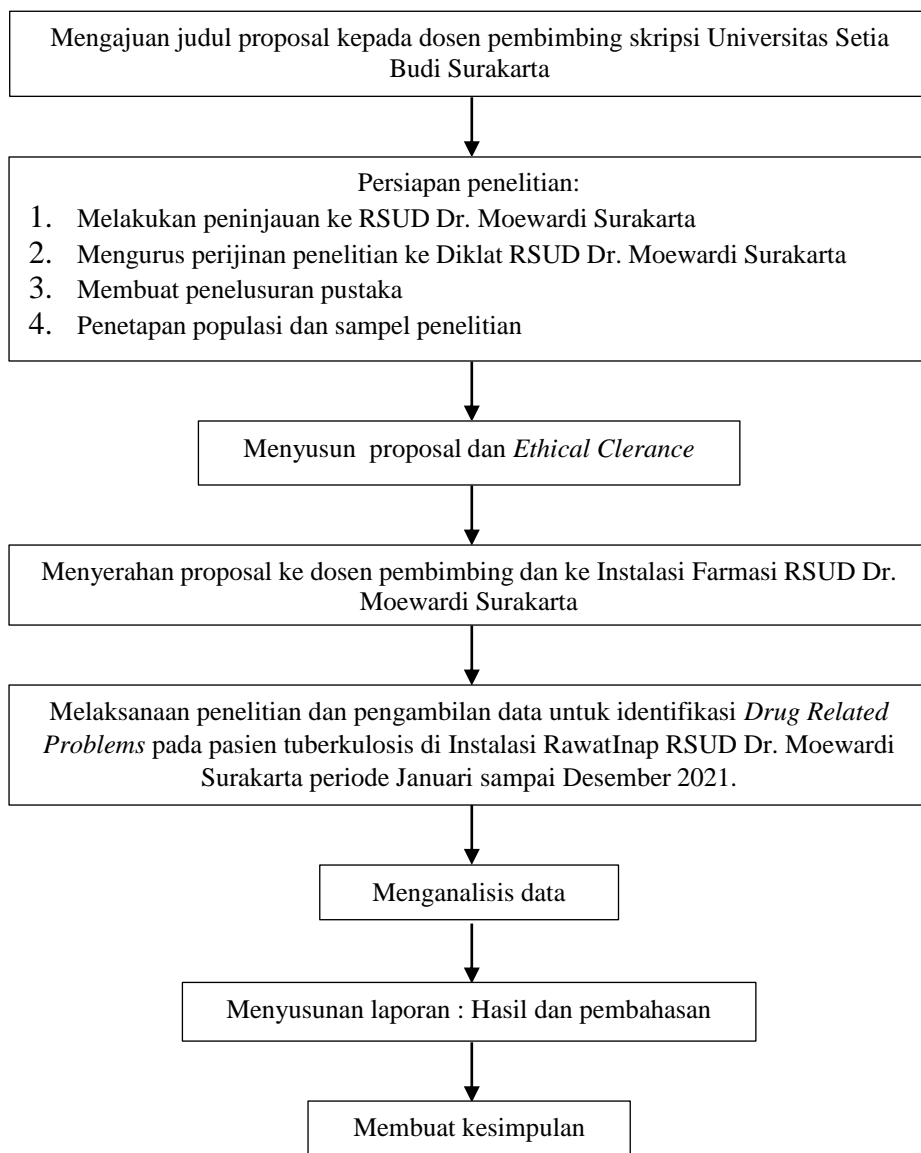 Mengajuan judul proposal kepada dosen pembimbing skripsi Universitas Setia
Budi Surakarta
Persiapan penelitian:
1. Melakukan peninjauan ke RSUD Dr. Moewardi Surakarta
2. Mengurus perijinan penelitian ke Diklat RSUD Dr. Moewardi Surakarta
3. Membuat penelusuran pustaka
4. Penetapan populasi dan sampel penelitian
Menyusun proposal dan Ethical Clerance
Menyerahan proposal ke dosen pembimbing dan ke Instalasi Farmasi RSUD Dr.
Moewardi Surakarta
Melaksanaan penelitian dan pengambilan data untuk identifikasi Drug Related
Problems pada pasien tuberkulosis di Instalasi RawatInap RSUD Dr. Moewardi
Surakarta periode Januari sampai Desember 2021.
Menganalisis data
Menyusunan laporan : Hasil dan pembahasan
Membuat kesimpulan